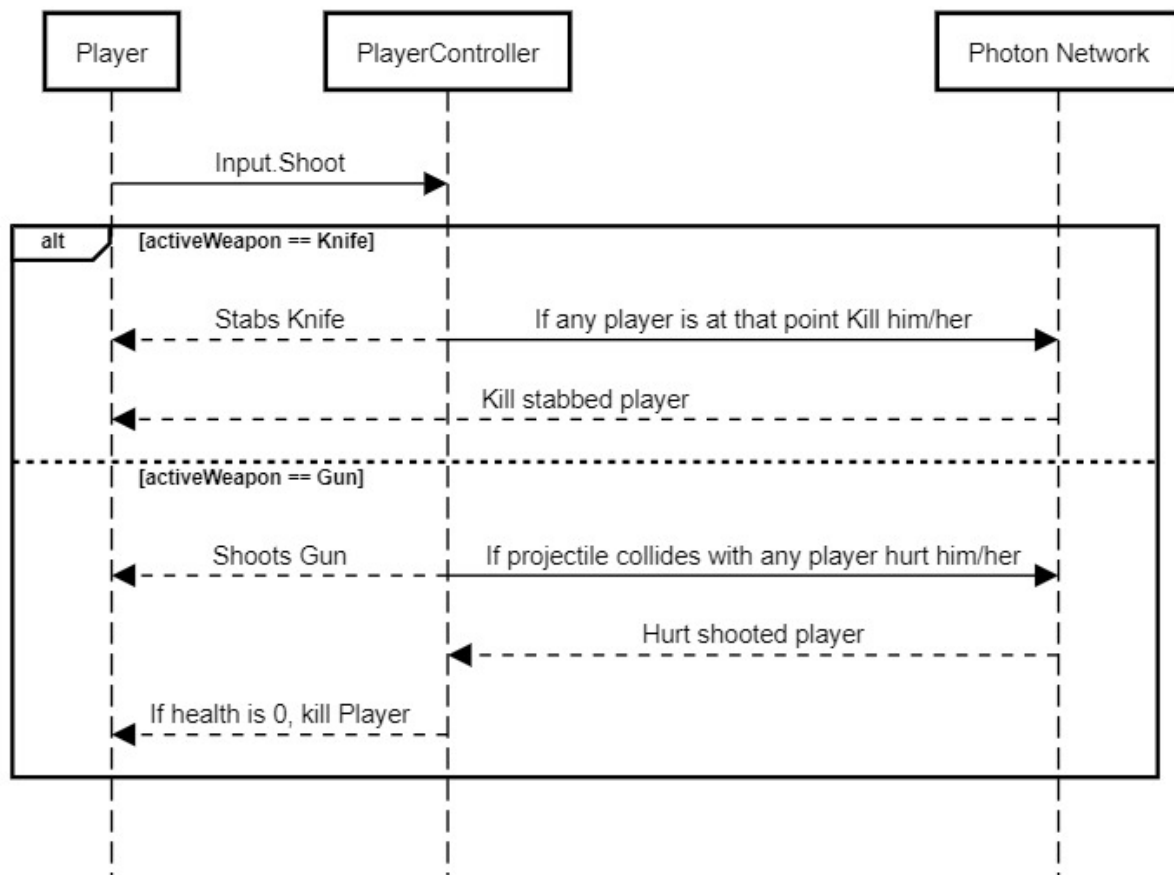 Player
PlayerController
Photon Network
Input.Shoot
alt
[activeWeapon == Knife]
Stabs Knife
If any player is at that point Kill him/her
Kill stabbed player
[activeWeapon == Gun]
Shoots Gun
If projectile collides with any player hurt him/her
Hurt shooted player
If health is 0, kill Player